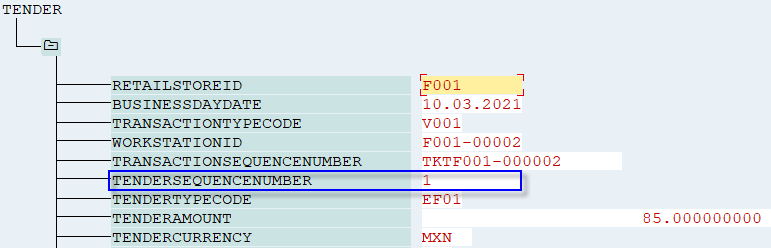 TENDER
RETAILSTOREID F001
BUSINESSDAYDATE 10.03.2021
TRANSACTIONTYPECODE V001
WORKSTATIONID F001-00002
TRANSACTIONSEQUENCENUMBER TKTF001-000002
TENDERSEQUENCENUMBER 1
TENDERTYPECODE EF01
TENDERAMOUNT 85.000000000
TENDERCURRENCY MXN